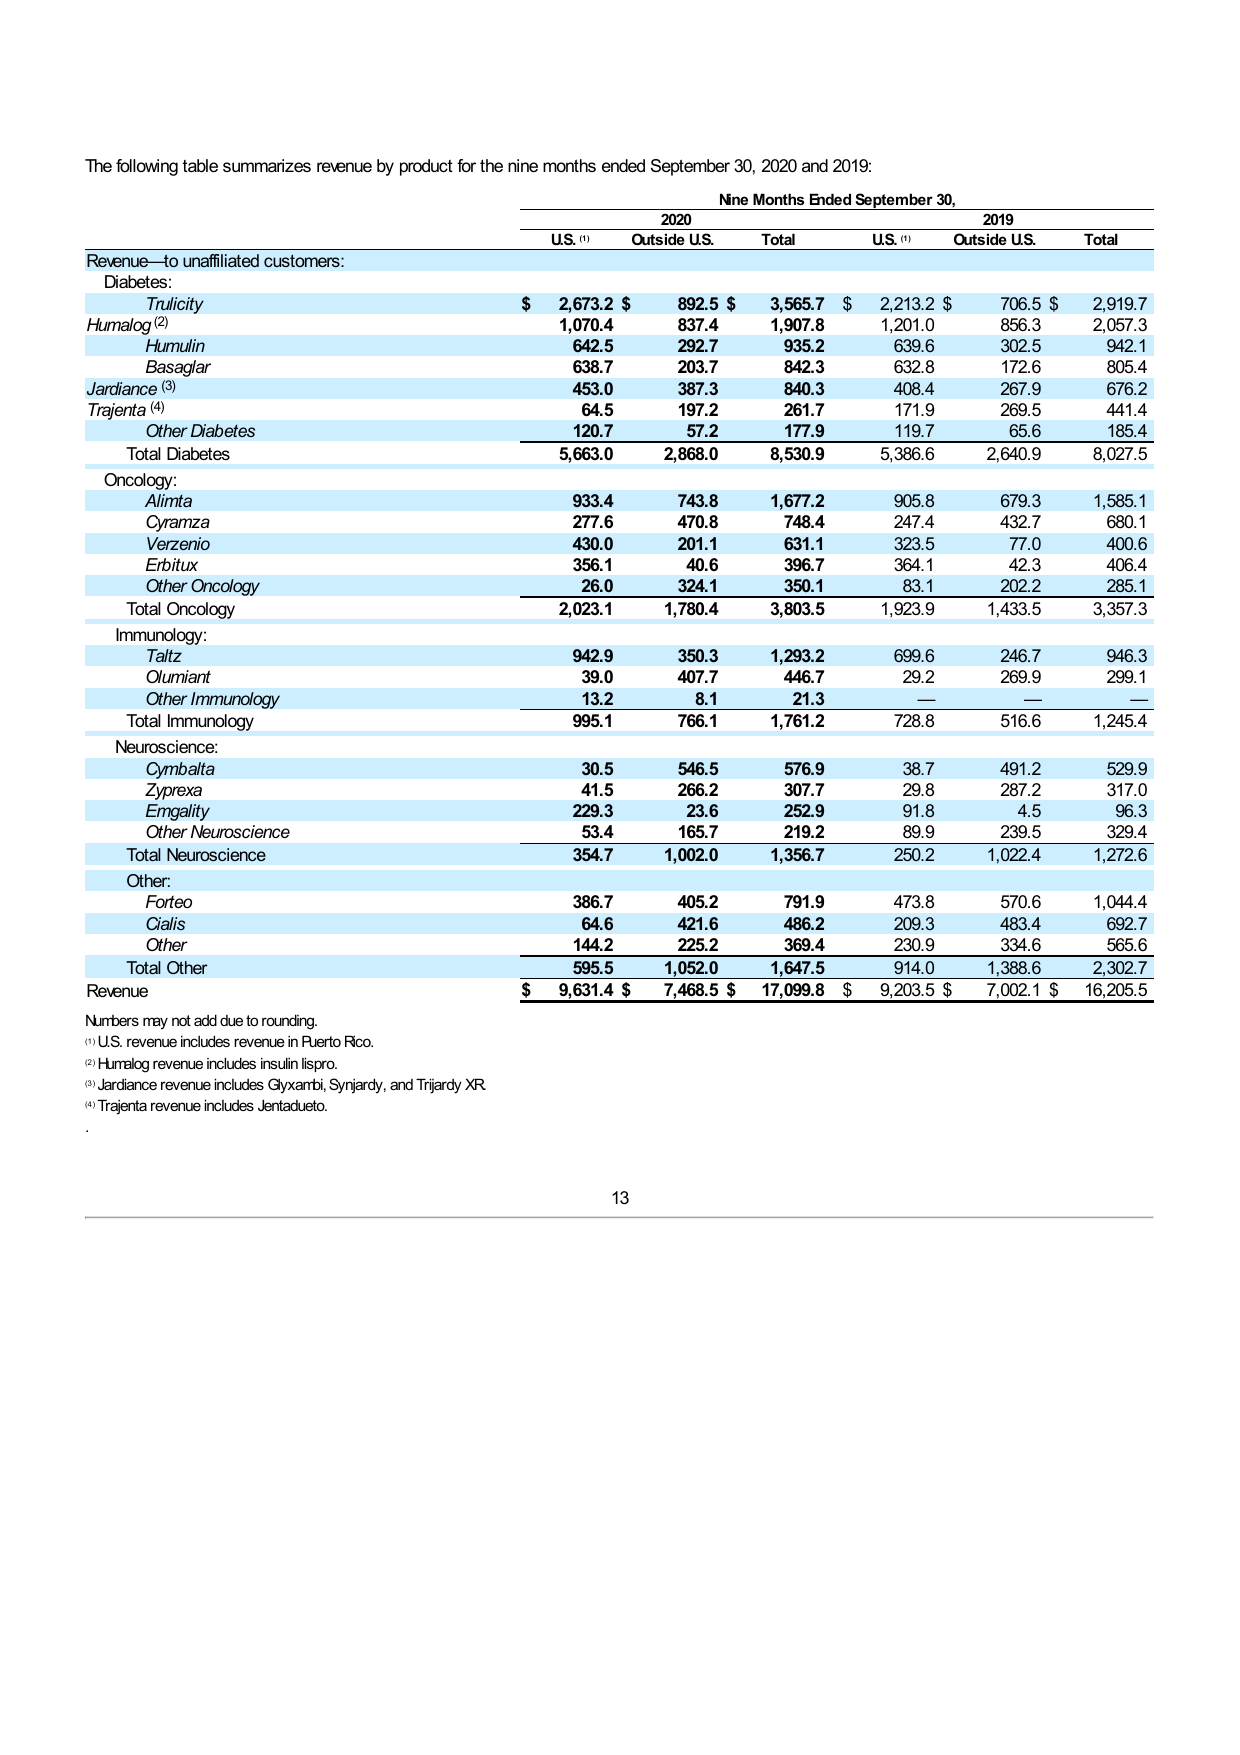 The following table summarizes revenue by product for the nine months ended September 30, 2020 and 2019:
Nine Months Ended September 30,
2020 2019
U.S. (1) Outside U.S. Total U.S. (1) Outside U.S. Total
Revenue—to unaffiliated customers:
Diabetes:
Trulicity $ 2,673.2 $ 892.5 $ 3,565.7 $ 2,213.2 $ 706.5 $ 2,919.7
Humalog (2) 1,070.4 837.4 1,907.8 1,201.0 856.3 2,057.3
Humulin 642.5 292.7 935.2 639.6 302.5 942.1
Basaglar 638.7 203.7 842.3 632.8 172.6 805.4
Jardiance (3) 453.0 387.3 840.3 408.4 267.9 676.2
Trajenta (4) 64.5 197.2 261.7 171.9 269.5 441.4
Other Diabetes 120.7 57.2 177.9 119.7 65.6 185.4
Total Diabetes 5,663.0 2,868.0 8,530.9 5,386.6 2,640.9 8,027.5
Oncology:
Alimta 933.4 743.8 1,677.2 905.8 679.3 1,585.1
Cyramza 277.6 470.8 748.4 247.4 432.7 680.1
Verzenio 430.0 201.1 631.1 323.5 77.0 400.6
Erbitux 356.1 40.6 396.7 364.1 42.3 406.4
Other Oncology 26.0 324.1 350.1 83.1 202.2 285.1
Total Oncology 2,023.1 1,780.4 3,803.5 1,923.9 1,433.5 3,357.3
Immunology:
Taltz 942.9 350.3 1,293.2 699.6 246.7 946.3
Olumiant 39.0 407.7 446.7 29.2 269.9 299.1
Other Immunology 13.2 8.1 21.3 — — —
Total Immunology 995.1 766.1 1,761.2 728.8 516.6 1,245.4
Neuroscience:
Cymbalta 30.5 546.5 576.9 38.7 491.2 529.9
Zyprexa 41.5 266.2 307.7 29.8 287.2 317.0
Emgality 229.3 23.6 252.9 91.8 4.5 96.3
Other Neuroscience 53.4 165.7 219.2 89.9 239.5 329.4
Total Neuroscience 354.7 1,002.0 1,356.7 250.2 1,022.4 1,272.6
Other:
Forteo 386.7 405.2 791.9 473.8 570.6 1,044.4
Cialis 64.6 421.6 486.2 209.3 483.4 692.7
Other 144.2 225.2 369.4 230.9 334.6 565.6
Total Other 595.5 1,052.0 1,647.5 914.0 1,388.6 2,302.7
Revenue $ 9,631.4 $ 7,468.5 $ 17,099.8 $ 9,203.5 $ 7,002.1 $ 16,205.5
Numbers may not add due to rounding.
(1) U.S. revenue includes revenue in Puerto Rico.
(2) Humalog revenue includes insulin lispro.
(3) Jardiance revenue includes Glyxambi, Synjardy, and Trijardy XR.
(4) Trajenta revenue includes Jentadueto.
.
13